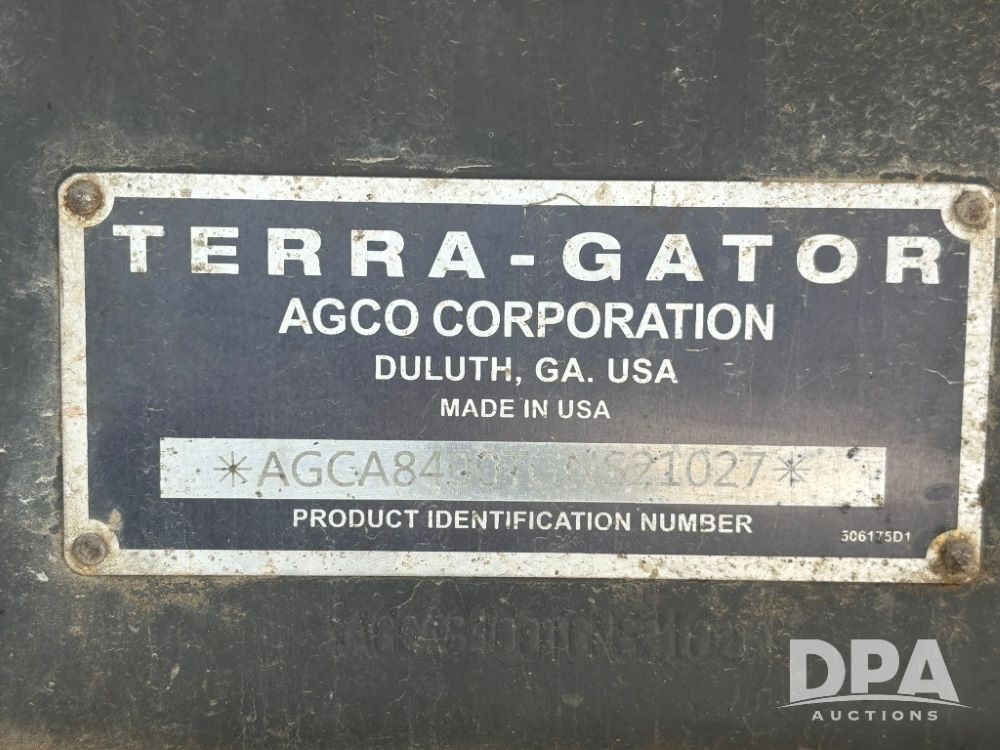 TERRA-GATOR
AGCO CORPORATION
DULUTH, GA. USA
MADE IN USA
PRODUCT IDENTIFICATION NUMBER
506175D1
DPA
AUCTIONS